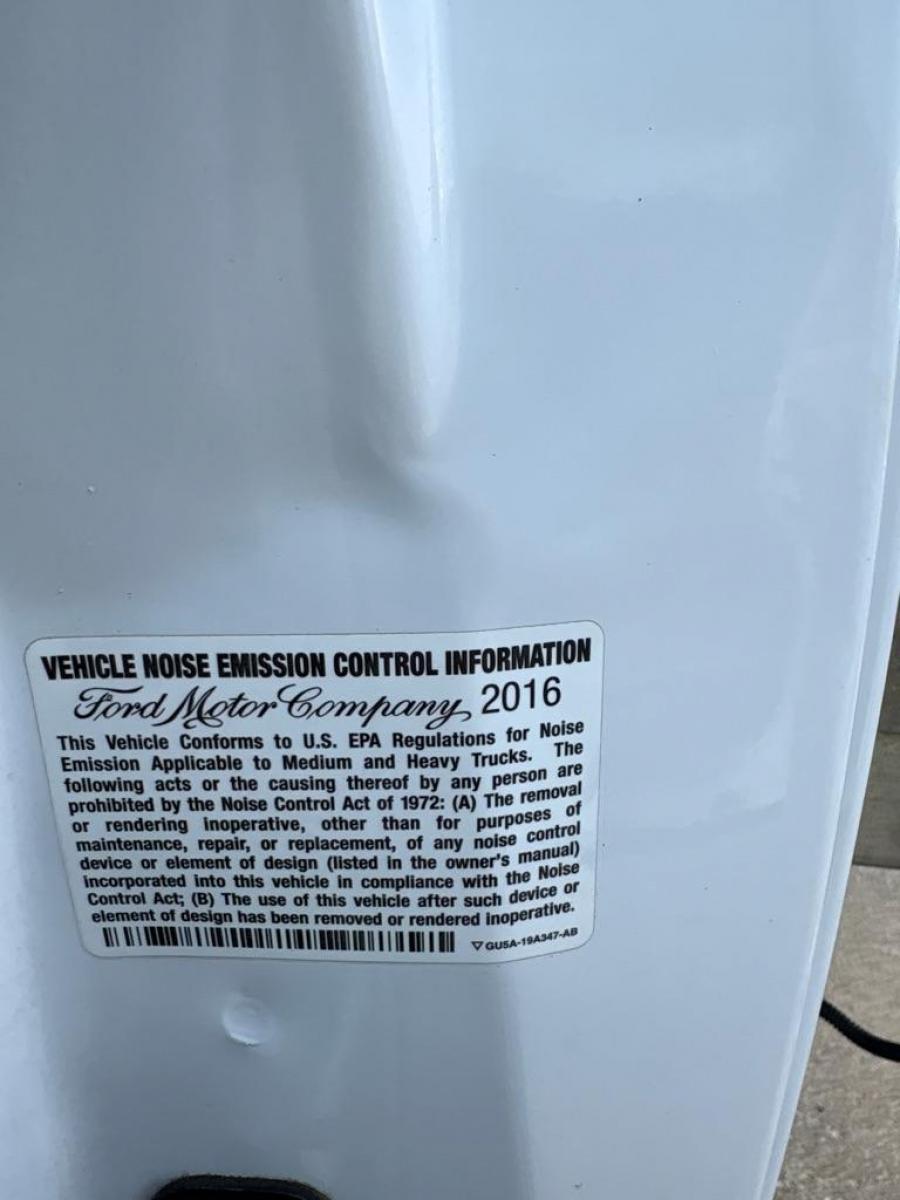 VEHICLE NOISE EMISSION CONTROL INFORMATION
Ford Motor Company 2016
This Vehicle Conforms to U.S. EPA Regulations for Noise
Emission Applicable to Medium and Heavy Trucks. The
following acts or the causing thereof by any person are
prohibited by the Noise Control Act of 1972: (A) The removal
or rendering inoperative, other than for purposes of
maintenance, repair, or replacement, of any noise control
device or element of design (listed in the owner's manual)
incorporated into this vehicle in compliance with the Noise
Control Act; (B) The use of this vehicle after such device or
element of design has been removed or rendered inoperative.
▽ GU5A-19A347-AB